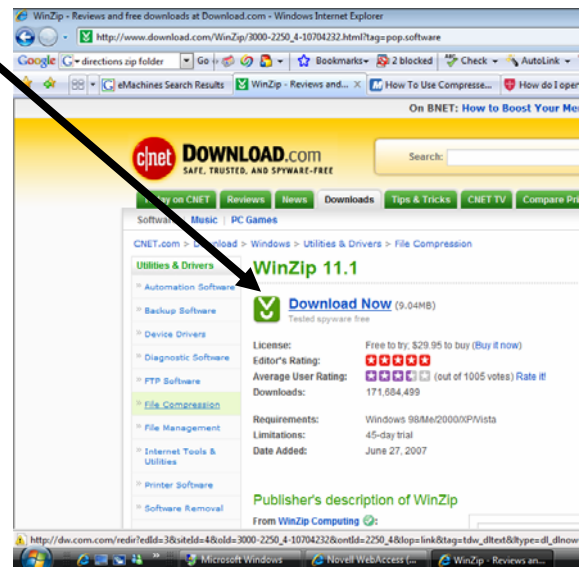 WinZip - Reviews and free downloads at Download.com - Windows Internet Explorer
http://www.download.com/WinZip/3000-2250_4-10704232.html?tag=pop.software
Google G directions zip folder Go Bookmarks 2 blocked Check AutoLink
eMachines Search Results WinZip - Reviews and... How To Use Compresse... How do I open
On BNET: How to Boost Your Me
c|net DOWNLOAD.COM
SAFE, TRUSTED, AND SPYWARE-FREE
Search:
on CNET Reviews News Downloads Tips & Tricks CNET TV Compare Pri
Software Music | PC Games
CNET.com > Download > Windows > Utilities & Drivers > File Compression
Utilities & Drivers
Automation Software
Backup Software
Device Drivers
Diagnostic Software
FTP Software
File Compression
File Management
Internet Tools &
Utilities
Printer Software
Software Removal
WinZip 11.1
Download Now (9.04MB)
Tested spyware free
License: Free to try; $29.95 to buy (Buy it now)
Editor's Rating:
Average User Rating: (out of 1005 votes) Rate it!
Downloads: 171,684,499
Requirements: Windows 98/Me/2000/XP/Vista
Limitations: 45-day trial
Date Added: June 27, 2007
Publisher's description of WinZip
From WinZip Computing :
http://dw.com.com/redir?edId=3&siteId=4&oId=3000-2250_4-10704232&ontId=2250_4&lop=link&tag=tdw_dltext&ltype=dl_dlnow
Microsoft Windows Novell WebAccess (... WinZip - Reviews an...